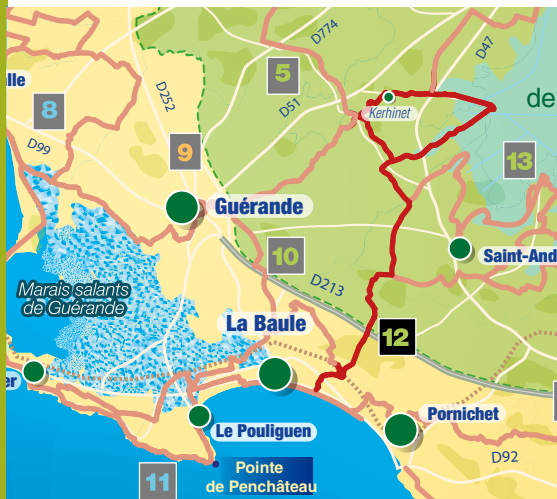 D774
D47
5
de
lle
D252
D51
8
Kerhinet
D99
9
13
Guérande
10
Saint-And
D213
Marais salants
de Guérande
La Baule
12
er
Pornichet
Le Pouliguen
D92
11
Pointe
de Penchâteau